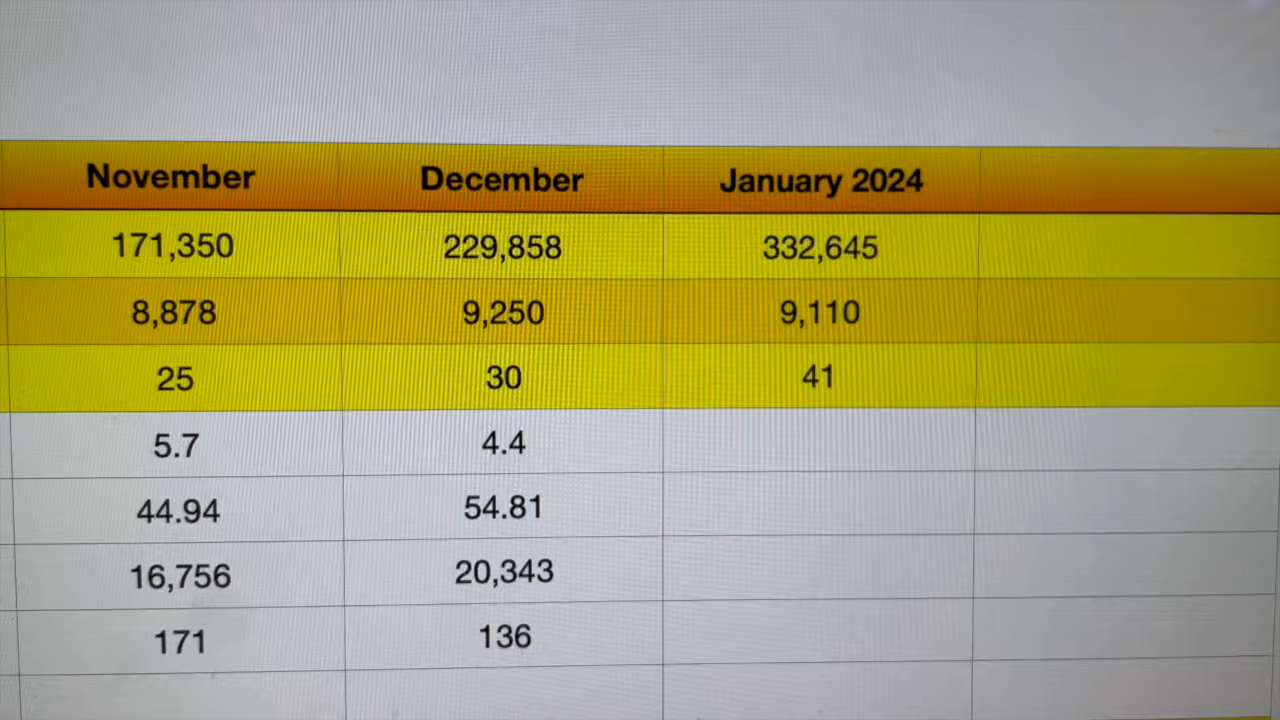 November December January 2024
171,350 229,858 332,645
8,878 9,250 9,110
25 30 41
5.7 4.4
44.94 54.81
16,756 20,343
171 136